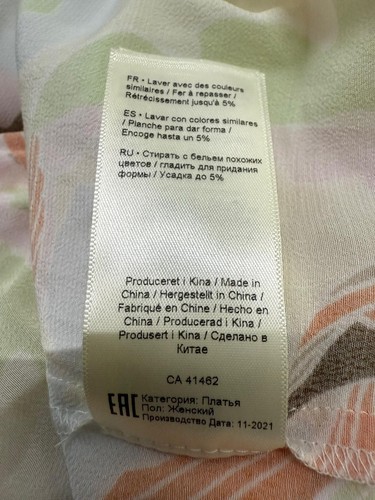 FR • Laver avec des couleurs
similaires / Fer à repasser /
Rétrécissement jusqu'à 5%
ES • Lavar con colores similares
/ Planche para dar forma /
Encoge hasta un 5%
RU • Стирать с бельем похожих
цветов / гладить для придания
формы / Усадка до 5%
Produceret i Kina / Made in
China / Hergestellt in China /
Fabriqué en Chine / Hecho en
China / Producerad i Kina /
Produsert i Kina / Сделано в
Китае
CA 41462
EAC
Категория: Платья
Пол: Женский
Производство Дата: 11-2021